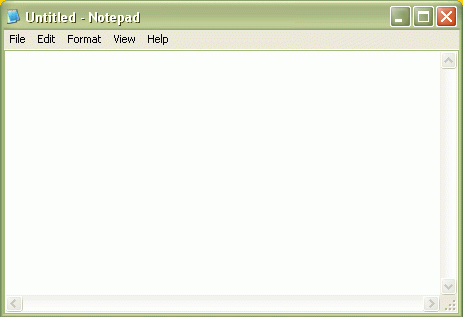 Untitled - Notepad
File Edit Format View Help